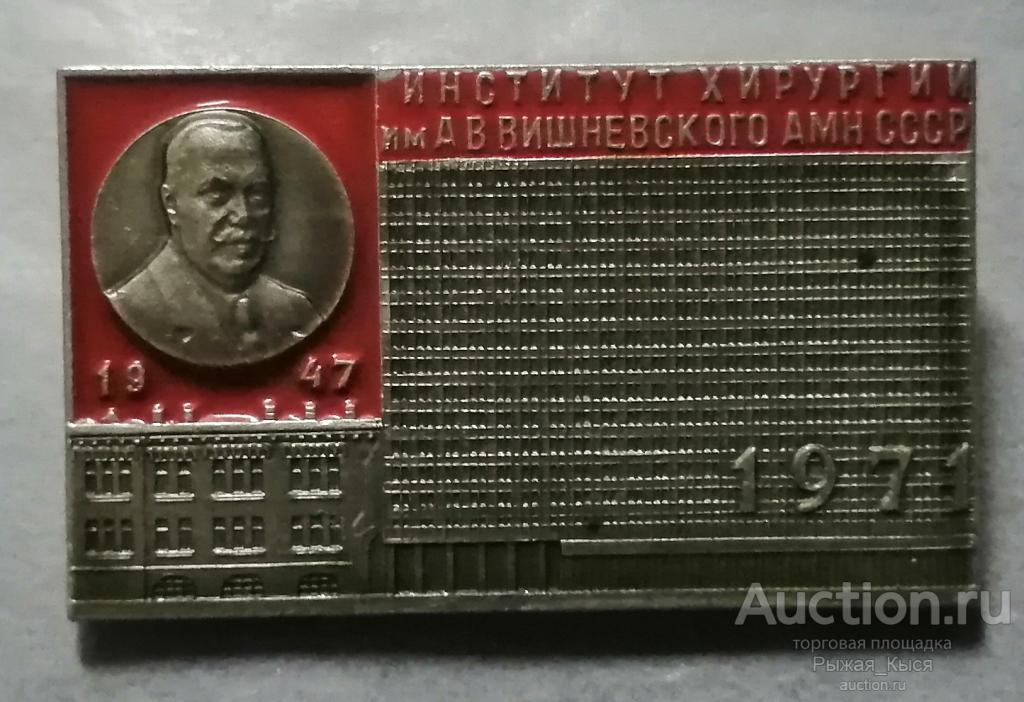 ИНСТИТУТ ХИРУРГИИ
им А В ВИШНЕВСКОГО АМН СССР
19 47
1971
Auction.ru
торговая площадка
Рыжая_Кыся
auction.ru